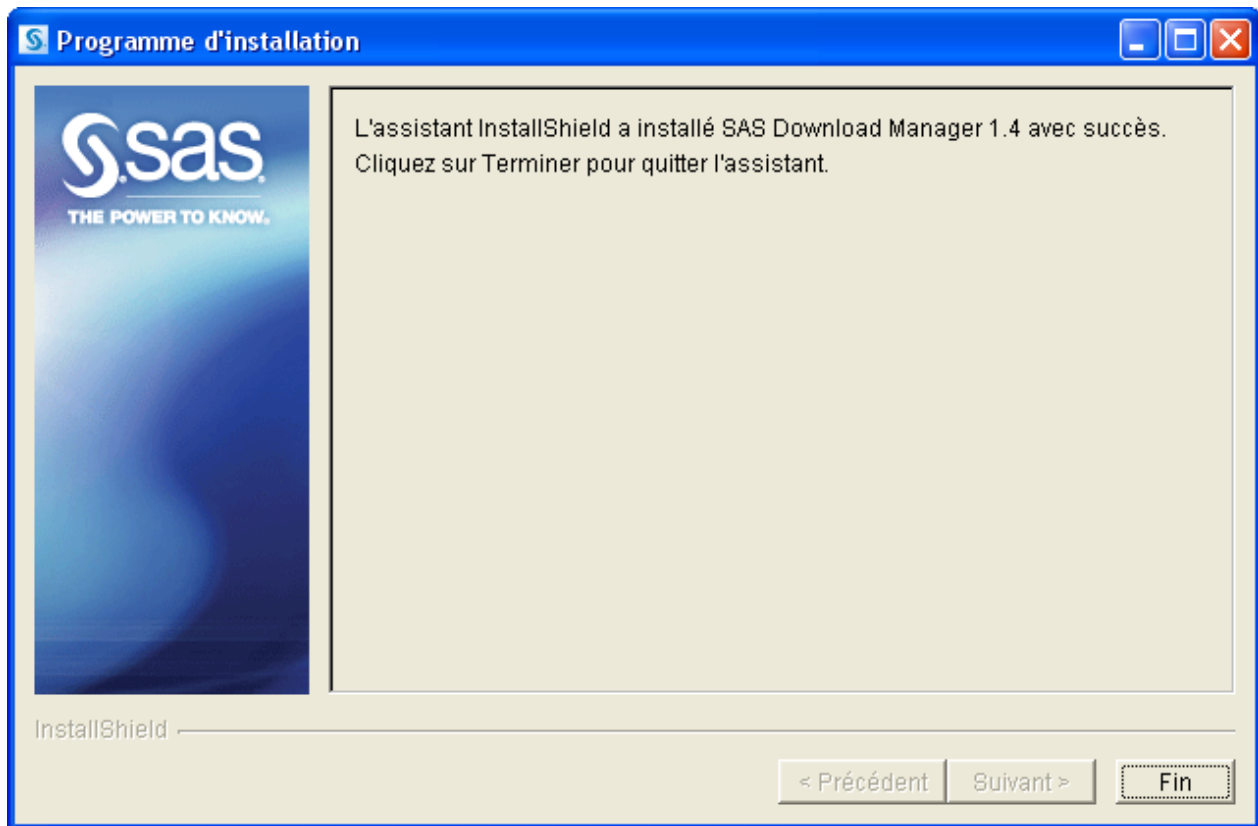 Programme d'installation
sas
THE POWER TO KNOW.
L'assistant InstallShield a installé SAS Download Manager 1.4 avec succès.
Cliquez sur Terminer pour quitter l'assistant.
InstallShield
< Précédent
Suivant >
Fin